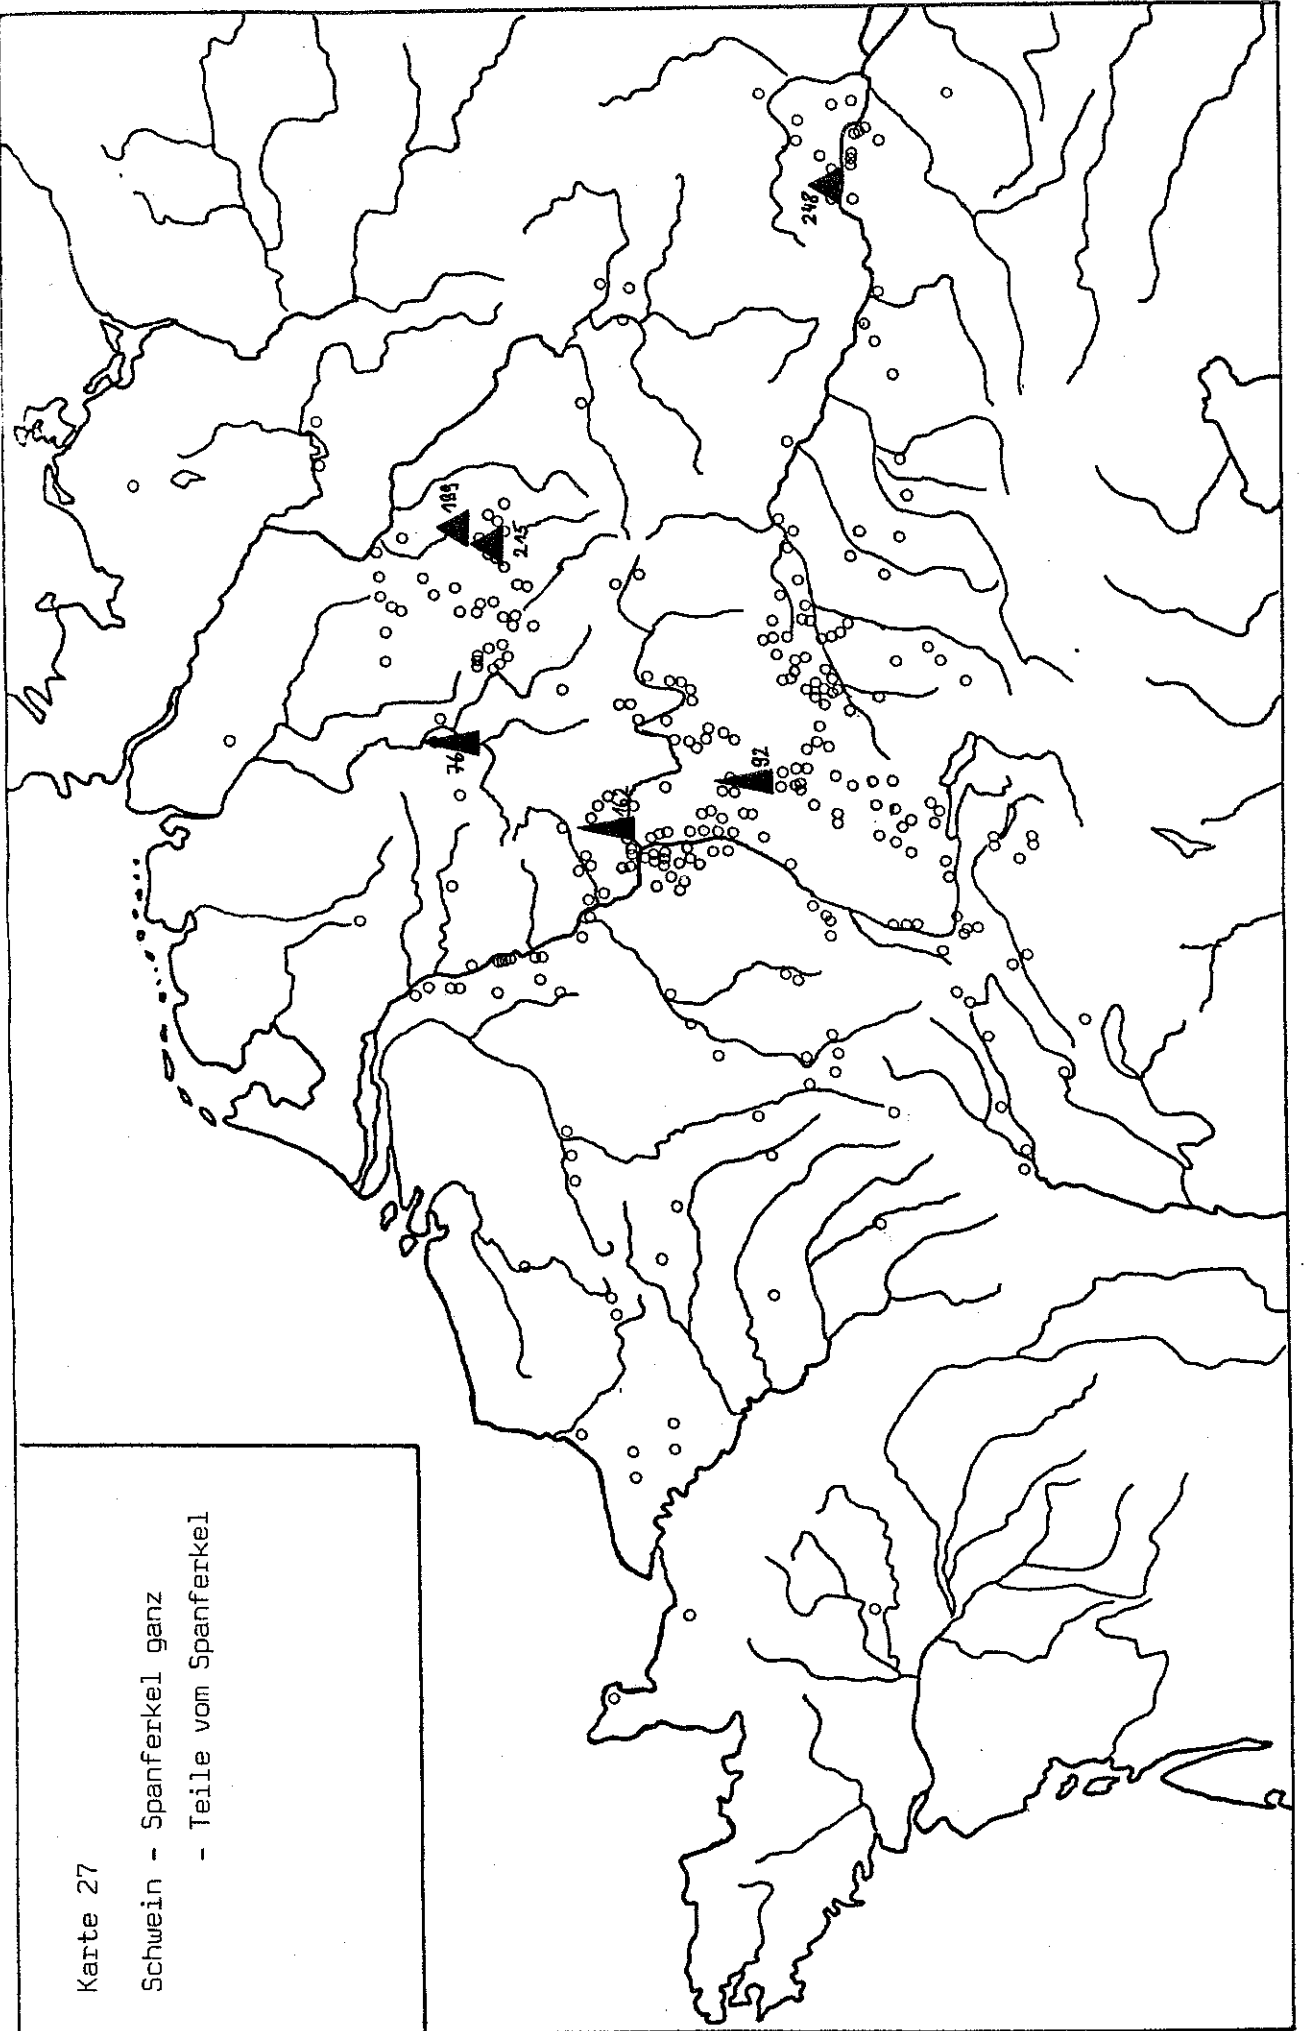 Karte 27
Schwein - Spanferkel ganz
- Teile vom Spanferkel
189
215
76
162
92
248